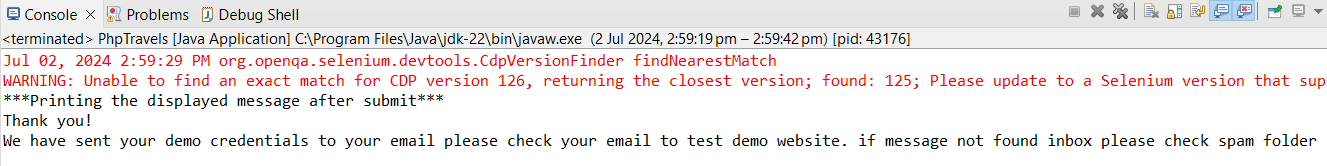 Console Problems Debug Shell
<terminated> PhpTravels [Java Application] C:\Program Files\Java\jdk-22\bin\javaw.exe (2 Jul 2024, 2:59:19 pm – 2:59:42 pm) [pid: 43176]
Jul 02, 2024 2:59:29 PM org.openqa.selenium.devtools.CdpVersionFinder findNearestMatch
WARNING: Unable to find an exact match for CDP version 126, returning the closest version; found: 125; Please update to a Selenium version that sup
***Printing the displayed message after submit***
Thank you!
We have sent your demo credentials to your email please check your email to test demo website. if message not found inbox please check spam folder